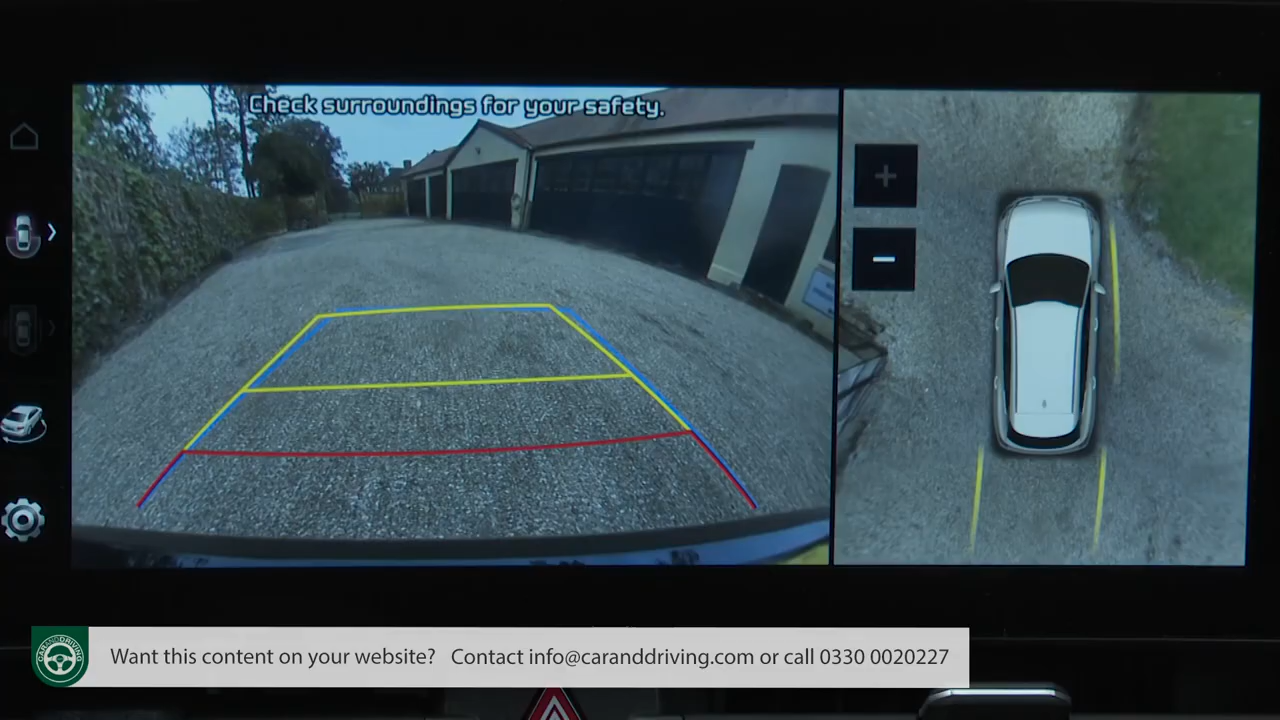 Check surroundings for your safety.
CARANDDRIVING
Want this content on your website? Contact info@caranddriving.com or call 0330 0020227